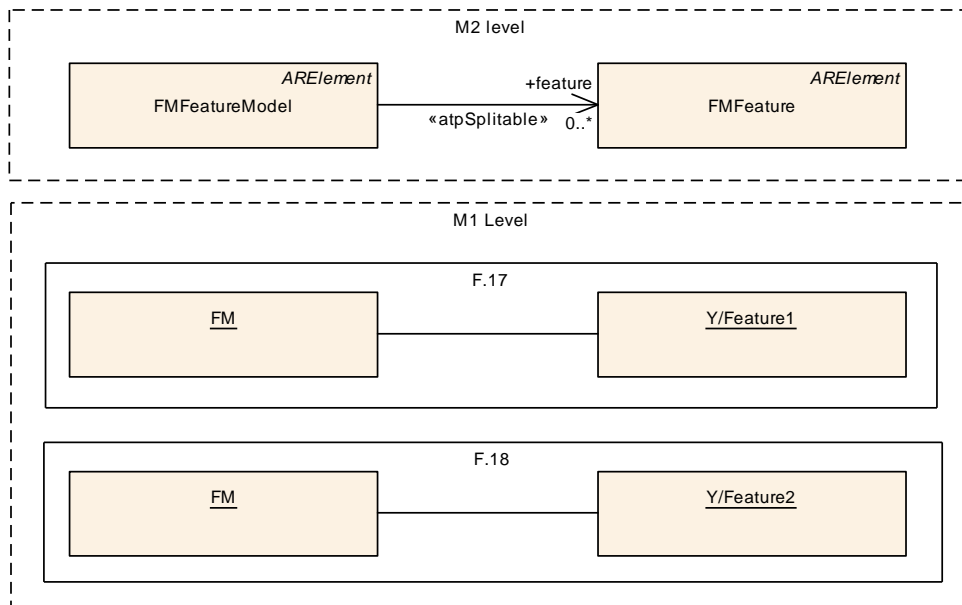 M2 level
ARElement
FMFeatureModel
+feature
«atpSplitable»
0..*
ARElement
FMFeature
M1 Level
F.17
FM
Y/Feature1
F.18
FM
Y/Feature2